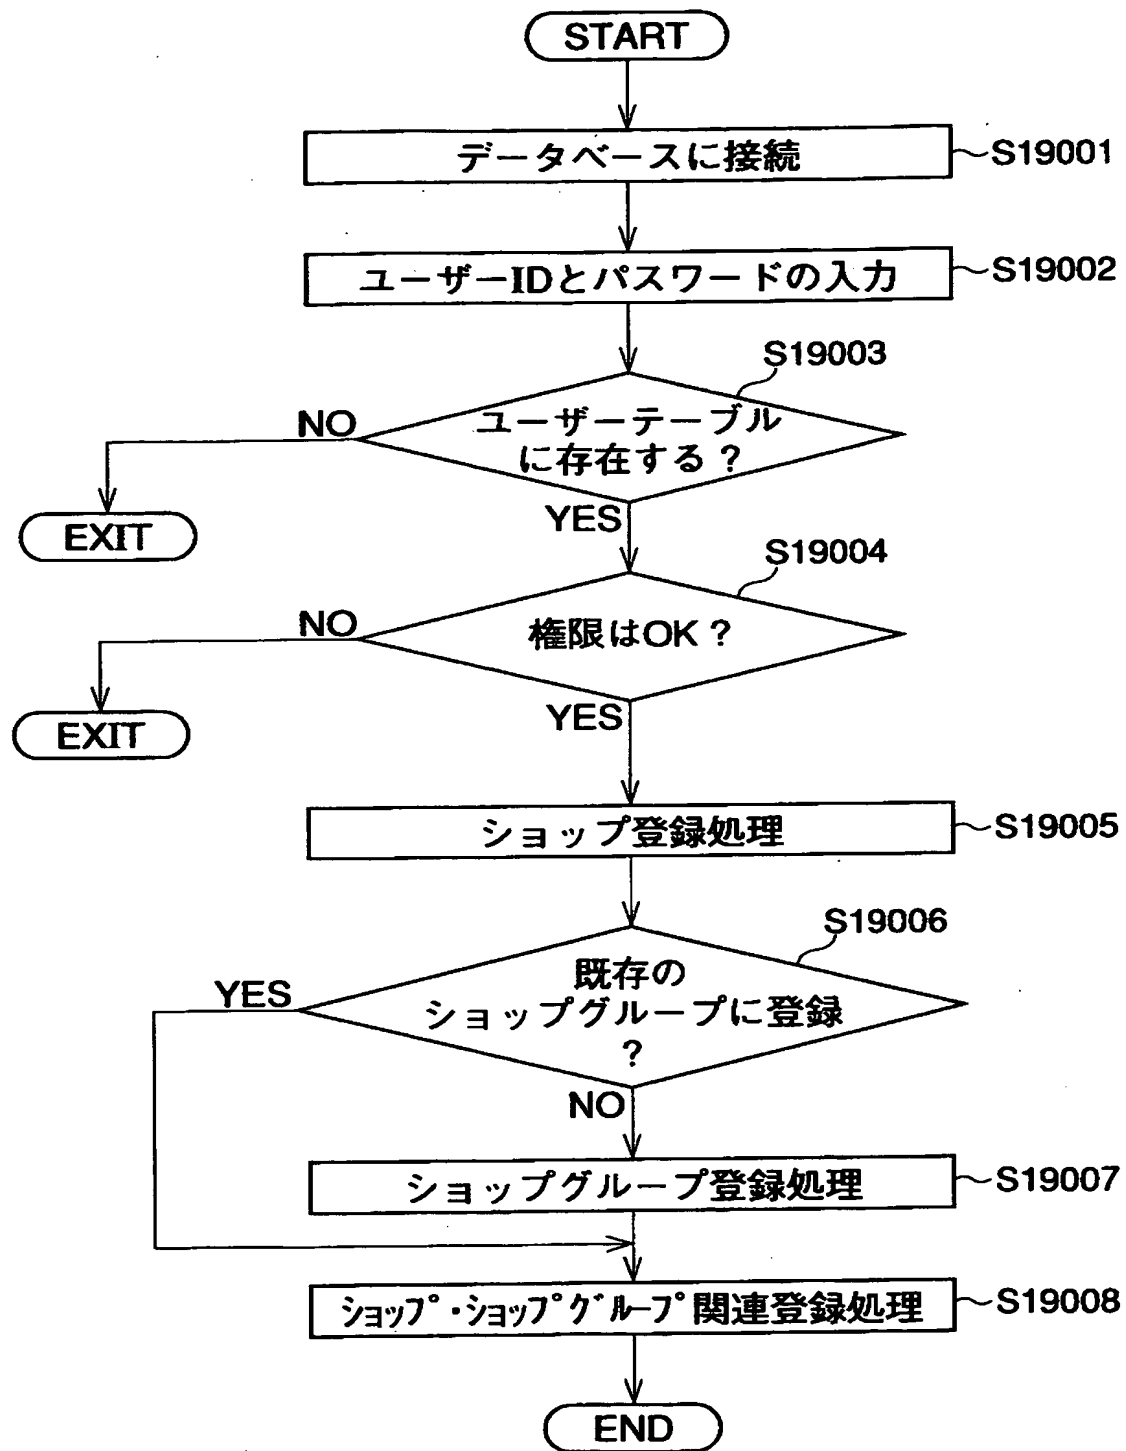 START
データベースに接続
S19001
ユーザーIDとパスワードの入力
S19002
S19003
ユーザーテーブル
に存在する？
NO
EXIT
YES
S19004
権限はOK？
NO
EXIT
YES
ショップ登録処理
S19005
S19006
既存の
ショップグループに登録
？
YES
NO
ショップグループ登録処理
S19007
ｼｮｯﾌﾟ・ｼｮｯﾌﾟｸﾞﾙｰﾌﾟ関連登録処理
S19008
END